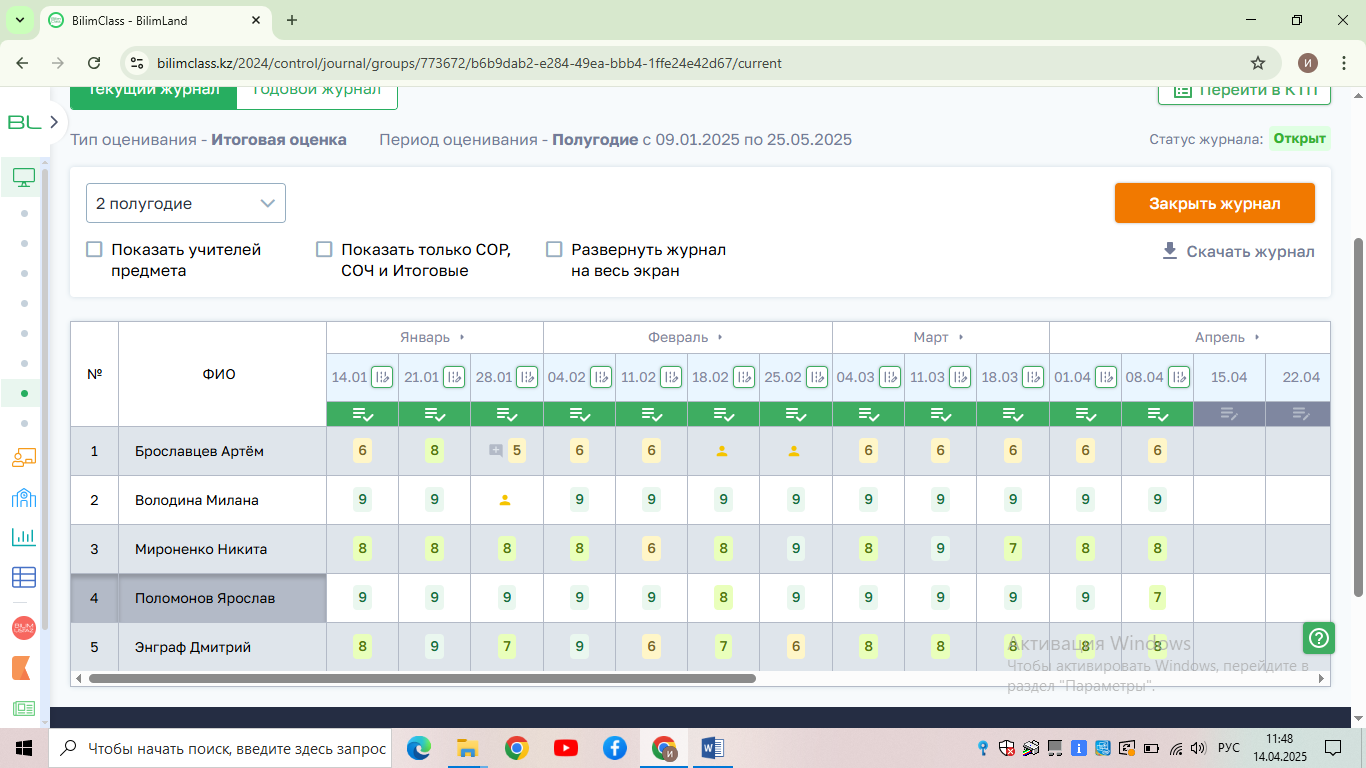 BilimClass - BilimLand
bilimclass.kz/2024/control/journal/groups/773672/b6b9dab2-e284-49ea-bbb4-1ffe24e42d67/current
И
Текущий журнал
Годовой журнал
Перейти в КТП
BL
Тип оценивания - Итоговая оценка
Период оценивания - Полугодие с 09.01.2025 по 25.05.2025
Статус журнала: Открыт
2 полугодие
Закрыть журнал
Показать учителей
предмета
Показать только СОР,
СОЧ и Итоговые
Развернуть журнал
на весь экран
Скачать журнал
№ ФИО Январь Февраль Март Апрель
14.01 21.01 28.01 04.02 11.02 18.02 25.02 04.03 11.03 18.03 01.04 08.04 15.04 22.04
1 Брославцев Артём 6 8 5 6 6 6 6 6 6 6
2 Володина Милана 9 9 9 9 9 9 9 9 9 9 9
3 Мироненко Никита 8 8 8 8 6 8 9 8 9 7 8 8
4 Поломонов Ярослав 9 9 9 9 9 8 9 9 9 9 9 7
5 Энграф Дмитрий 8 9 7 9 6 7 6 8 8 8 8 8
Активация Windows
Чтобы активировать Windows, перейдите в
раздел "Параметры".
Чтобы начать поиск, введите здесь запрос
РУС
11:48
14.04.2025